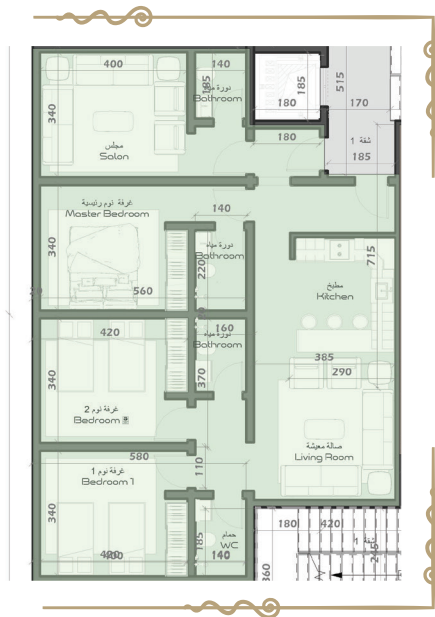 400
140
185
دورة مياه
Bathroom
340
مجلس
Salon
180
185
515
170
180
شقة 1
185
غرفة نوم رئيسية
Master Bedroom
140
340
560
دورة مياه
Bathroom
220
715
مطبخ
Kitchen
420
160
دورة مياه
Bathroom
340
370
385
290
غرفة نوم 2
Bedroom
صالة معيشة
Living Room
580
110
غرفة نوم 1
Bedroom 1
340
185
حمام
WC
140
180
420
شقة 1
360